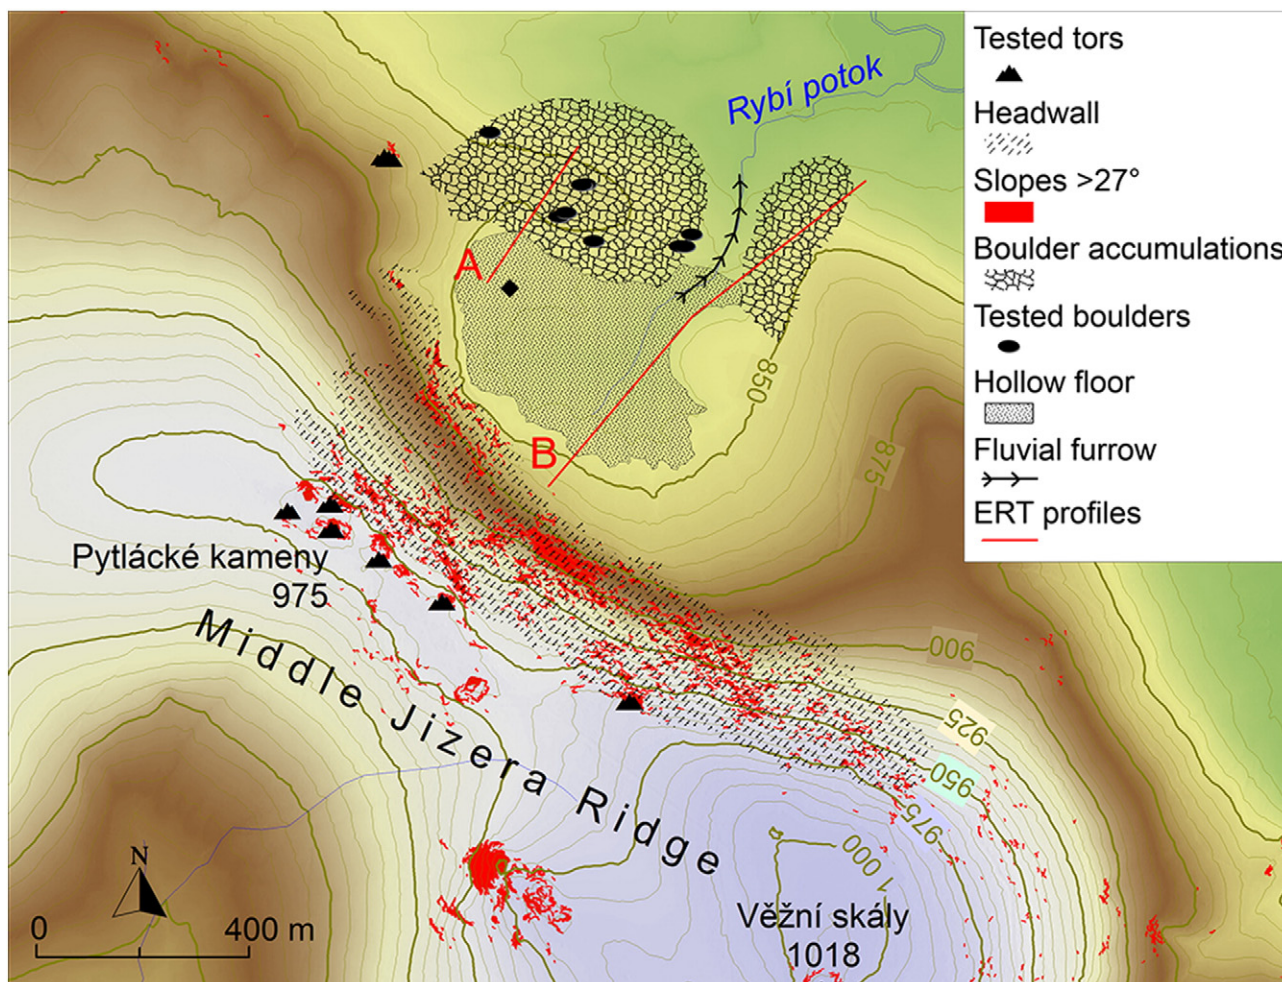 Rybí potok
A
B
850
875
900
925
950
975
1 000
Pytlácké kameny
975
Middle Jizera Ridge
Věžní skály
1018
N
0 400 m
Tested tors
Headwall
Slopes >27°
Boulder accumulations
Tested boulders
Hollow floor
Fluvial furrow
ERT profiles